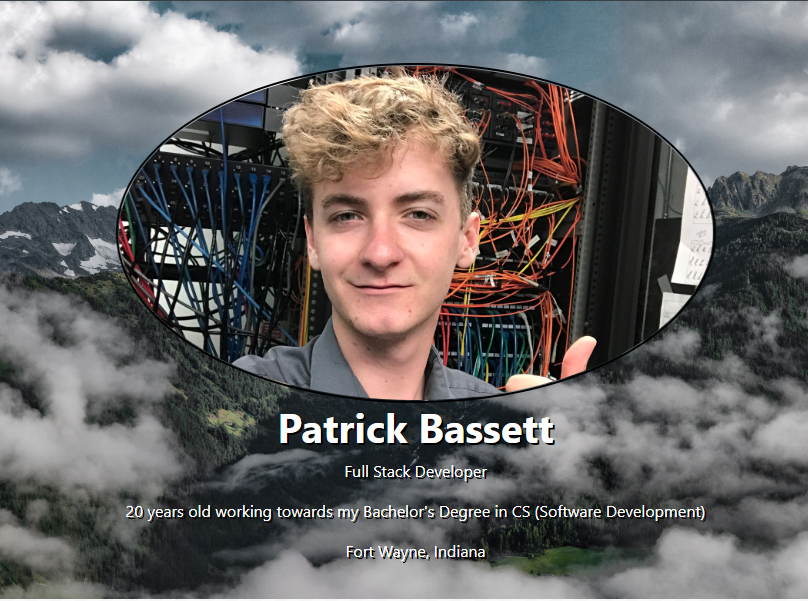 Patrick Bassett
Full Stack Developer
20 years old working towards my Bachelor's Degree in CS (Software Development)
Fort Wayne, Indiana